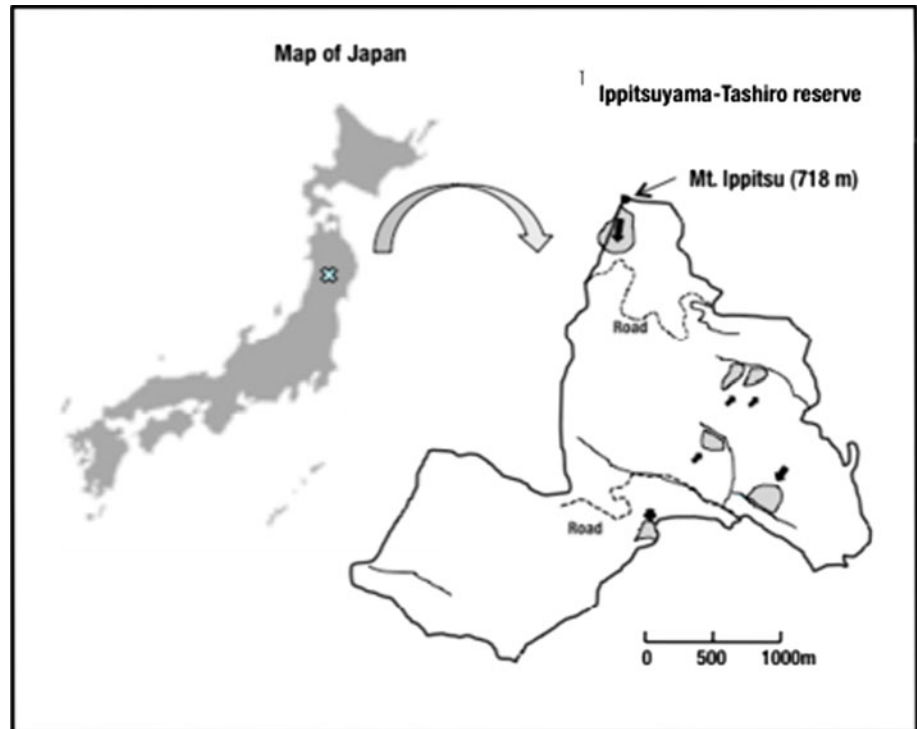 Map of Japan
Ippitsuyama-Tashiro reserve
Mt. Ippitsu (718 m)
Road
Road
0 500 1000m